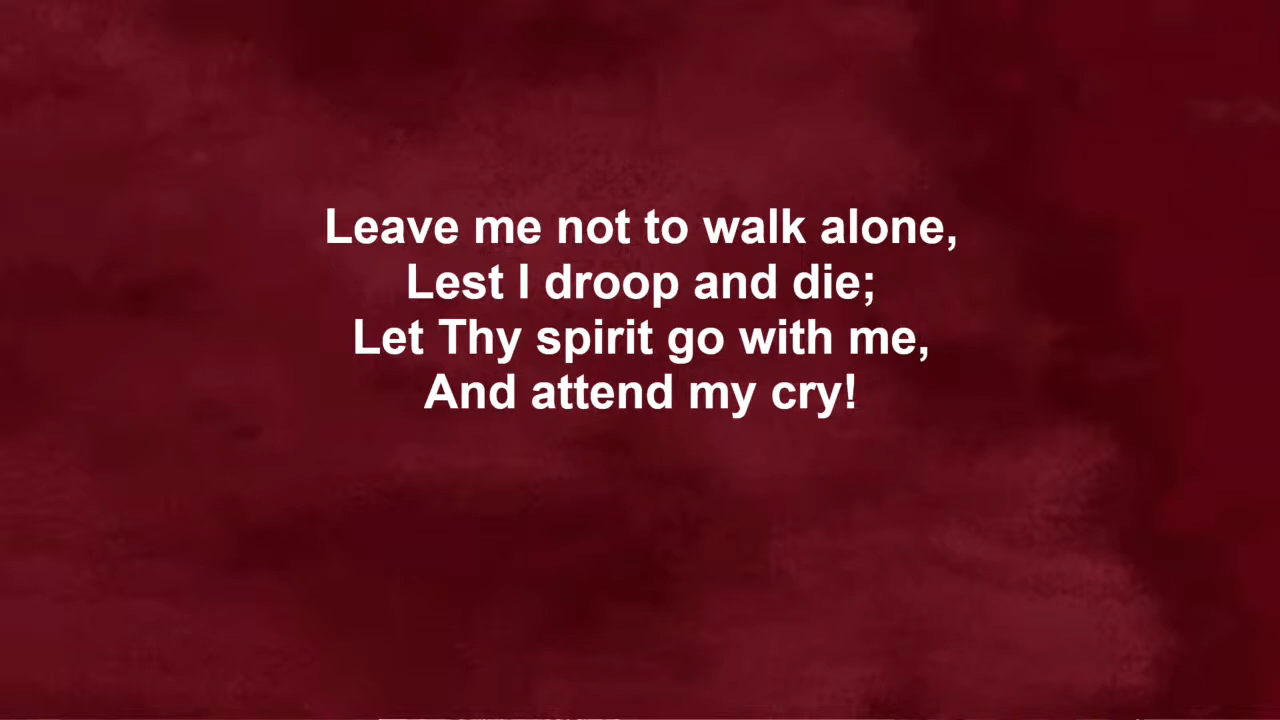 Leave me not to walk alone,
Lest I droop and die;
Let Thy spirit go with me,
And attend my cry!